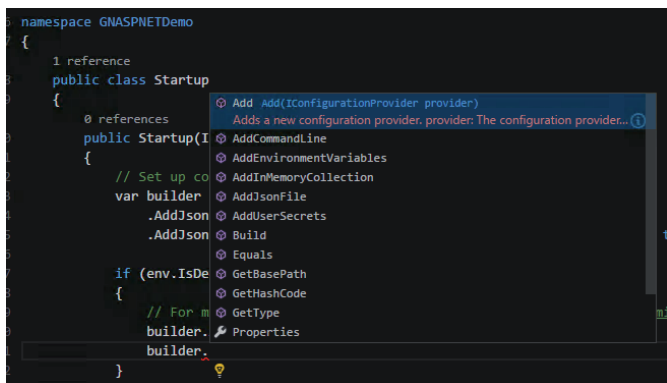 namespace GNASPNETDemo
{
1 reference
public class Startup
{
Add Add(IConfigurationProvider provider)
0 references
Adds a new configuration provider. provider: The configuration provider...
public Startup(I
AddCommandLine
{
AddEnvironmentVariables
// Set up co
AddInMemoryCollection
var builder
AddJsonFile
.AddJson
AddUserSecrets
.AddJson
Build
Equals
if (env.IsDe
GetBasePath
{
GetHashCode
// For m
GetType
builder.
Properties
builder.
}